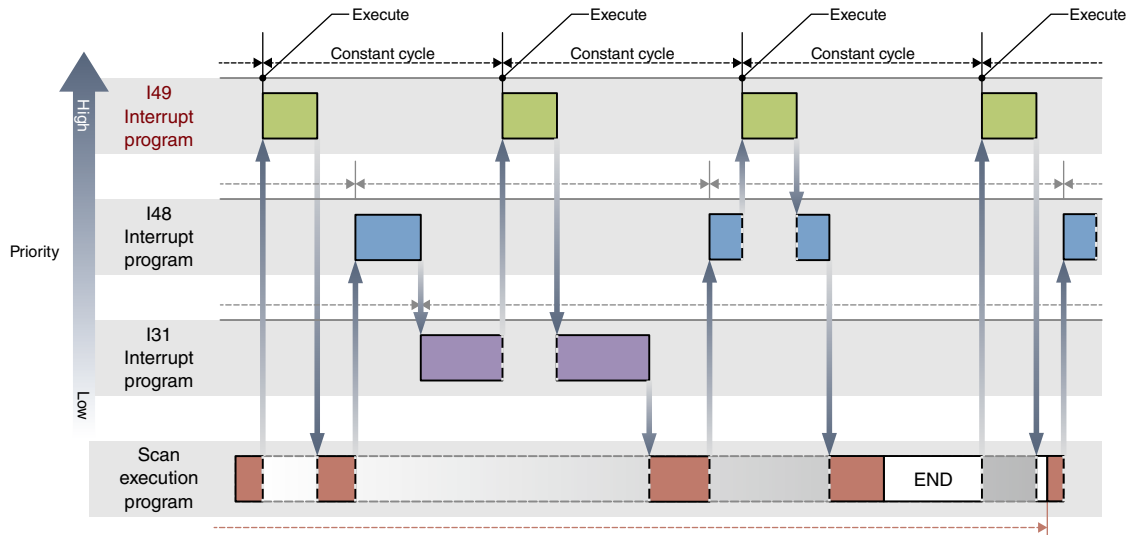 Execute Execute Execute Execute
Constant cycle Constant cycle Constant cycle
High
I49
Interrupt
program
I48
Interrupt
program
Priority
I31
Interrupt
program
Low
Scan
execution
program
END